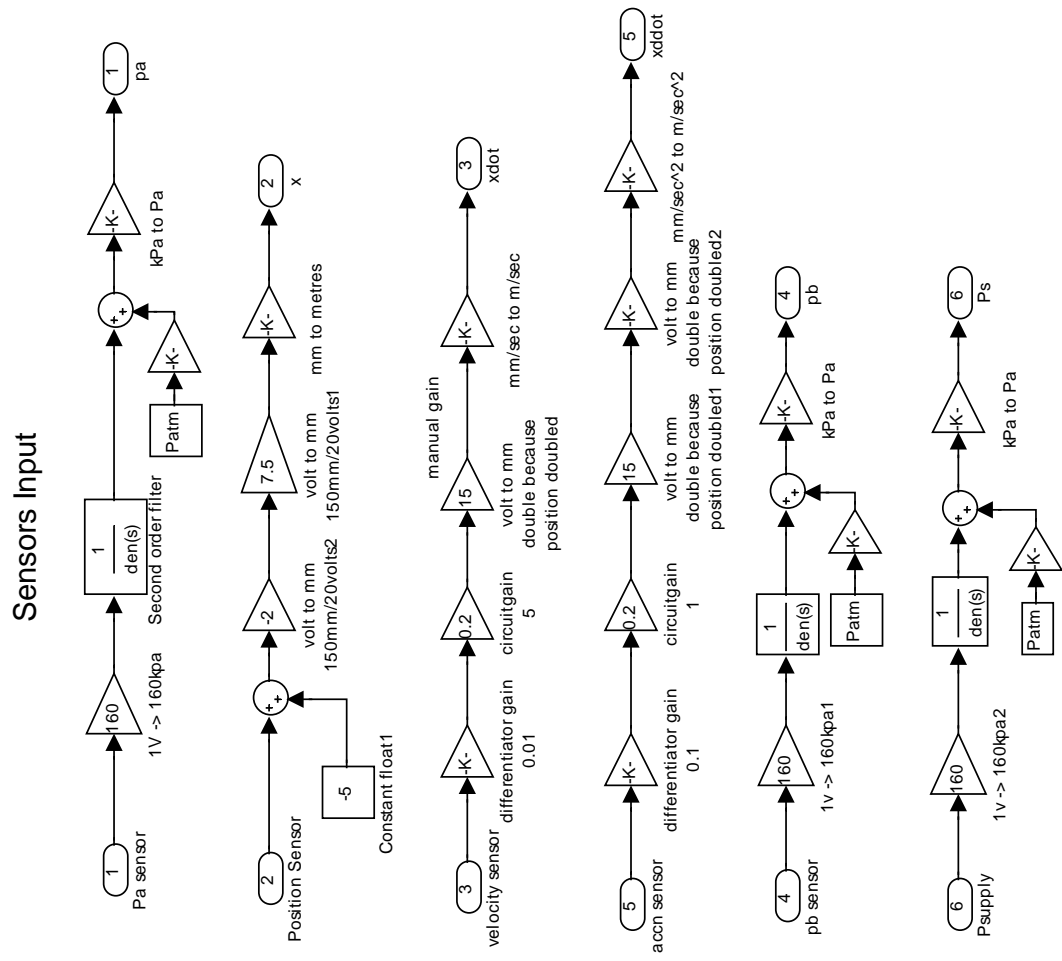 Sensors Input
1
Pa sensor
160
1V -> 160kpa
1
den(s)
Second order filter
Patm
-K-
+
+
-K-
kPa to Pa
1
pa
2
Position Sensor
-5
Constant float1
+
+
-2
volt to mm
150mm/20volts2
7.5
volt to mm
150mm/20volts1
-K-
mm to metres
2
x
3
velocity sensor
-K-
differentiator gain
0.01
0.2
circuitgain
5
manual gain
15
volt to mm
double because
position doubled
-K-
mm/sec to m/sec
3
xdot
5
accn sensor
-K-
differentiator gain
0.1
0.2
circuitgain
1
15
volt to mm
double because
position doubled1
-K-
volt to mm
double because
position doubled2
-K-
mm/sec^2 to m/sec^2
5
xddot
4
pb sensor
160
1v -> 160kpa1
1
den(s)
Patm
-K-
+
+
-K-
kPa to Pa
4
pb
6
Psupply
160
1v -> 160kpa2
1
den(s)
Patm
-K-
+
+
-K-
kPa to Pa
6
Ps